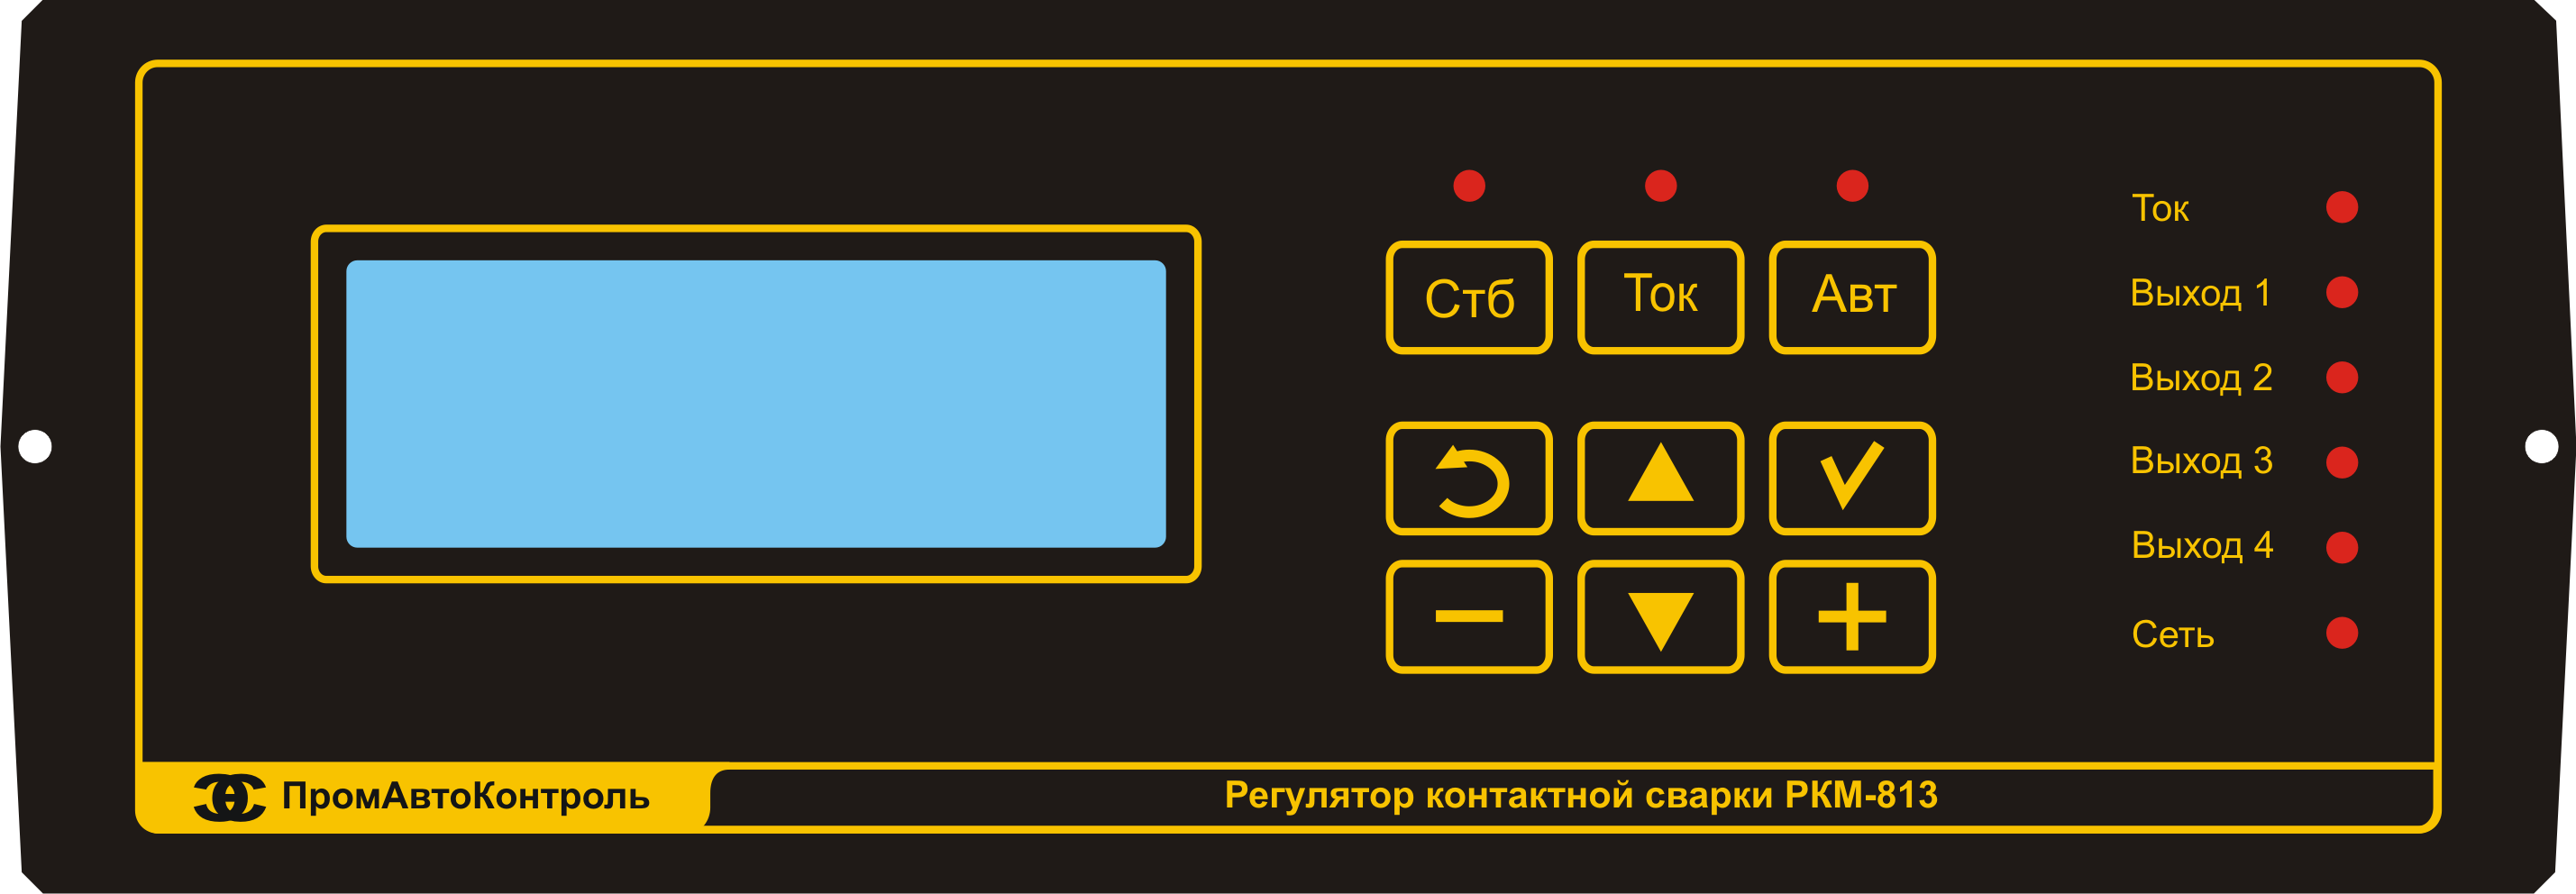 Стб
Ток
Авт
Ток
Выход 1
Выход 2
Выход 3
Выход 4
Сеть
ПромАвтоКонтроль
Регулятор контактной сварки РКМ-813